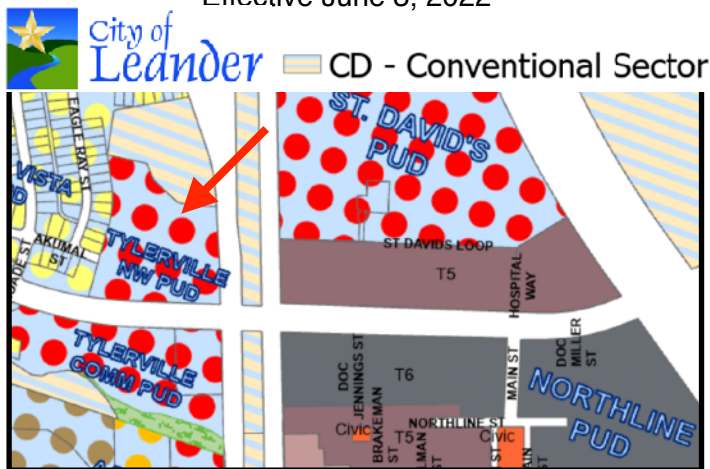 Effective June 8, 2022
City of
Leander
CD - Conventional Sector
EAGLE RAY ST
VISTA
AKUMAL
ST
TYLERVILLE
NW PUD
ST. DAVID'S
PUD
ST DAVIDS LOOP
T5
HOSPITAL
WAY
TYLERVILLE
COMM PUD
DOC
JENNINGS ST
T6
MAIN ST
DOC
MILLER
ST
NORTHLINE
PUD
NORTHLINE ST
Civic
T5
Civic
BRAKEMAN
ST